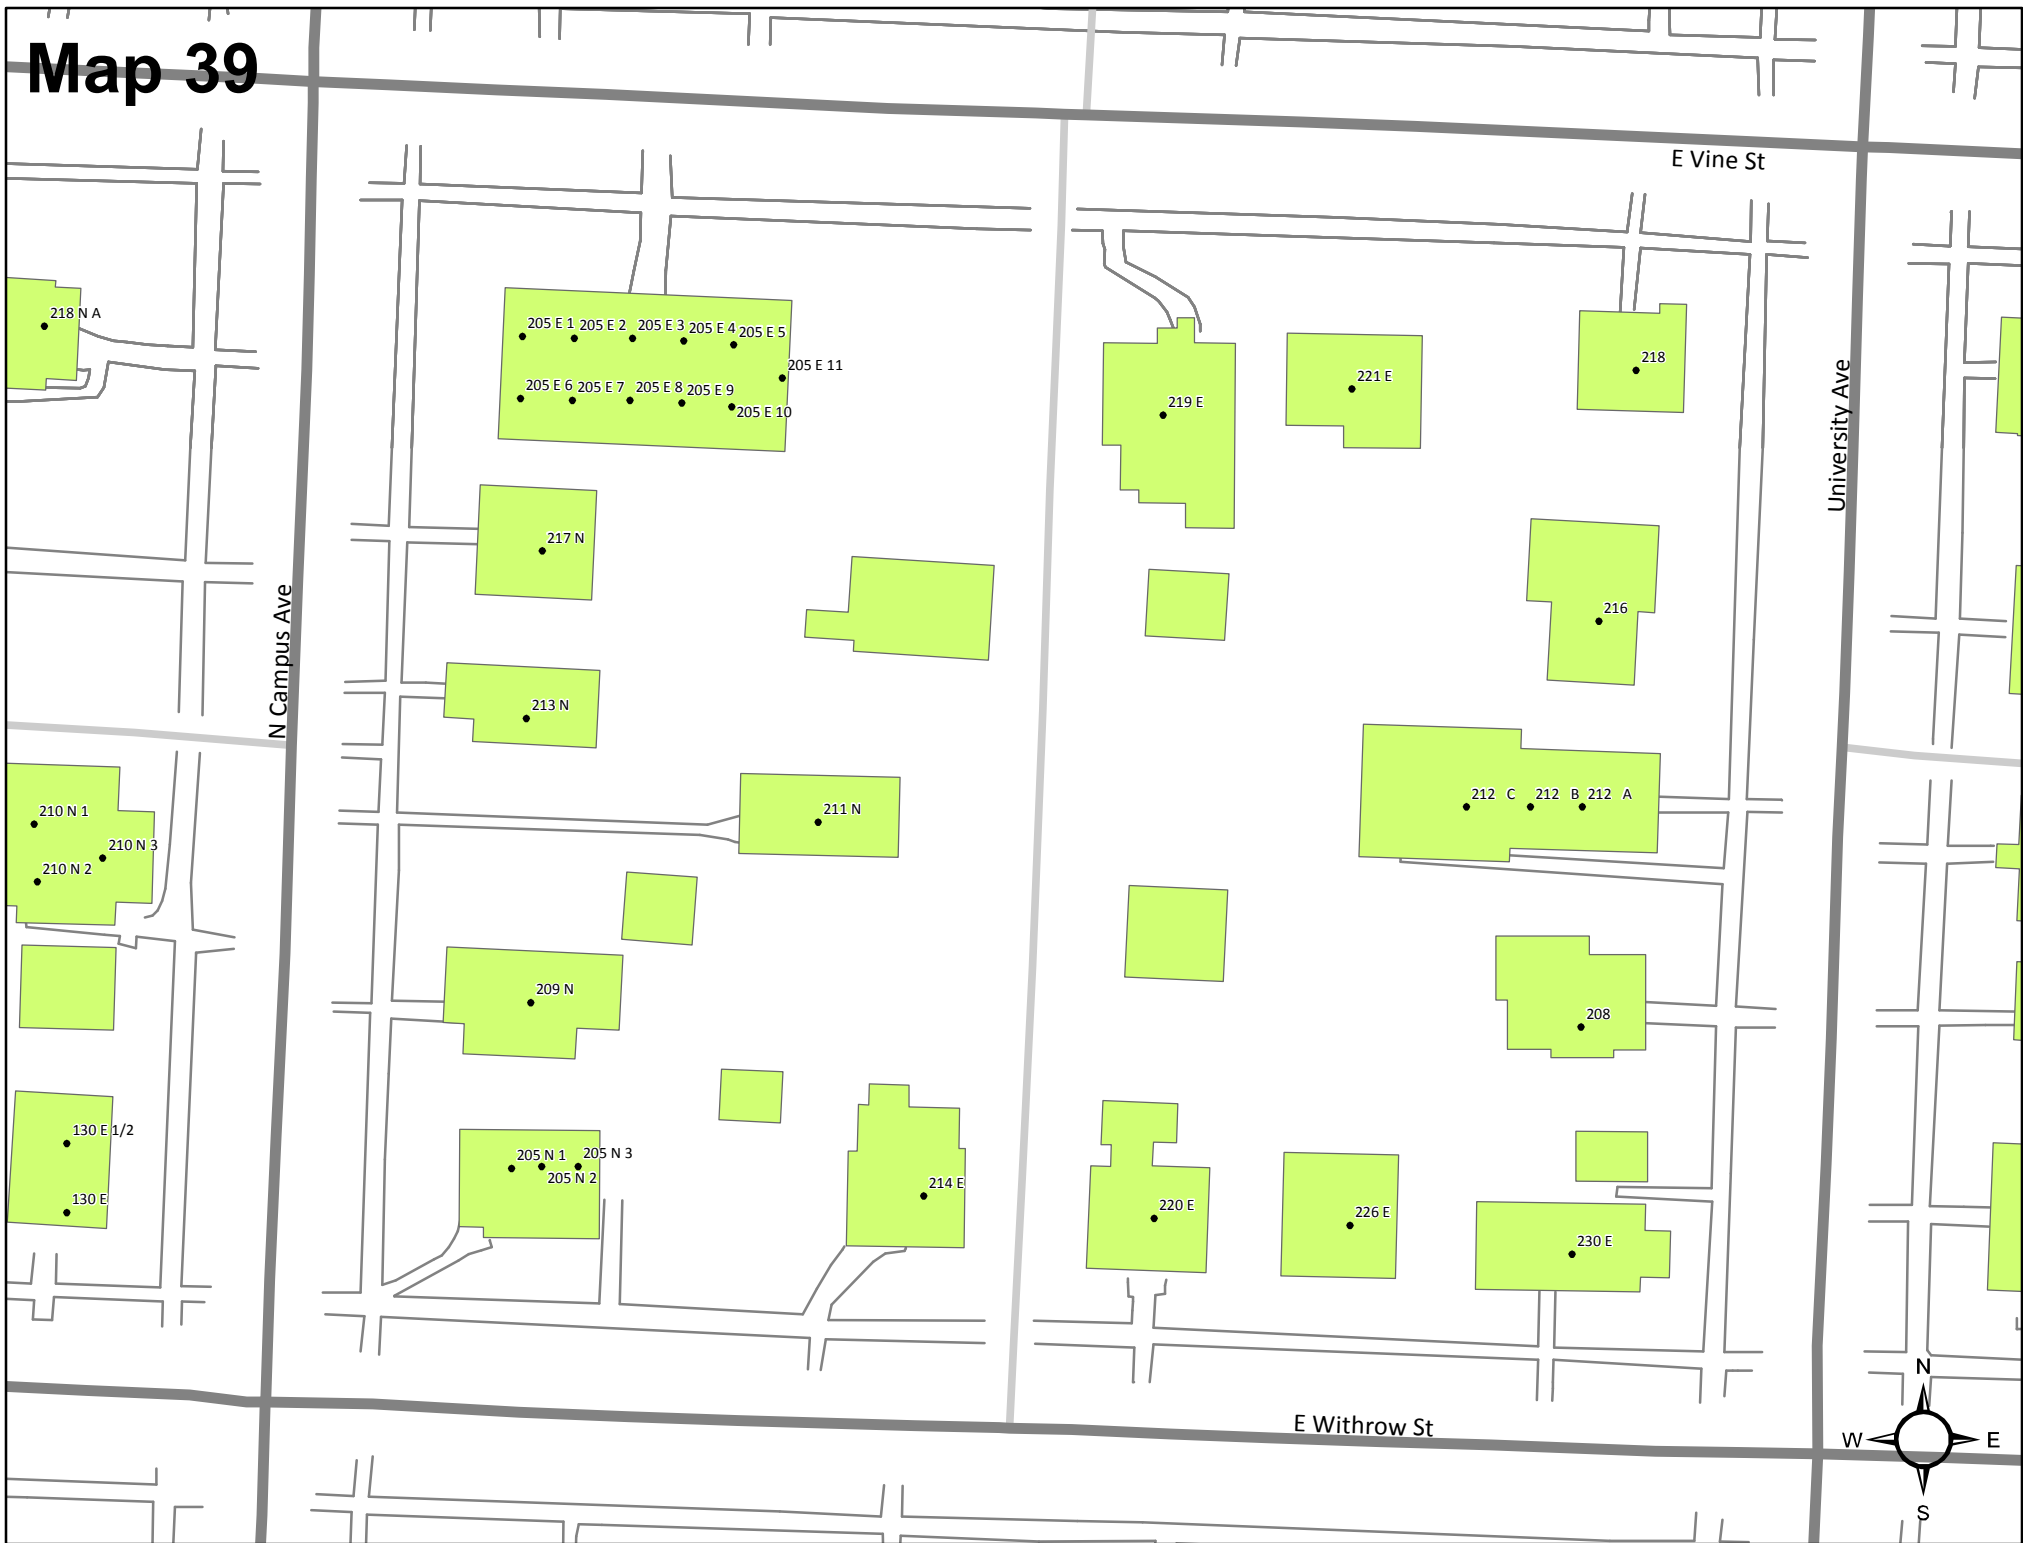 Map 39
E Vine St
218 N A
205 E 1
205 E 2
205 E 3
205 E 4
205 E 5
205 E 11
205 E 6
205 E 7
205 E 8
205 E 9
205 E 10
219 E
221 E
218
University Ave
217 N
216
N Campus Ave
213 N
210 N 1
210 N 3
210 N 2
211 N
212 C
212 B
212 A
209 N
208
130 E 1/2
130 E
205 N 1
205 N 3
205 N 2
214 E
220 E
226 E
230 E
E Withrow St
N
W
E
S